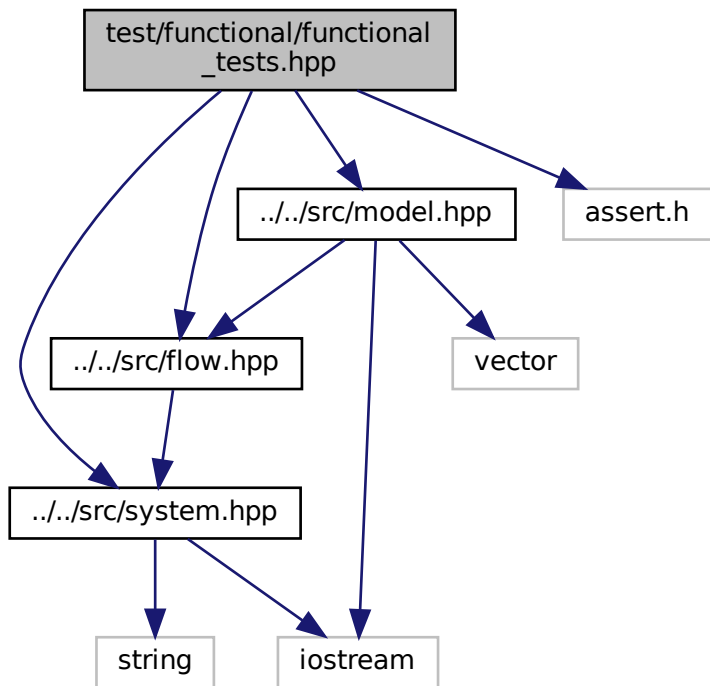 test/functional/functional
_tests.hpp
../../src/model.hpp
assert.h
../../src/flow.hpp
vector
../../src/system.hpp
string
iostream